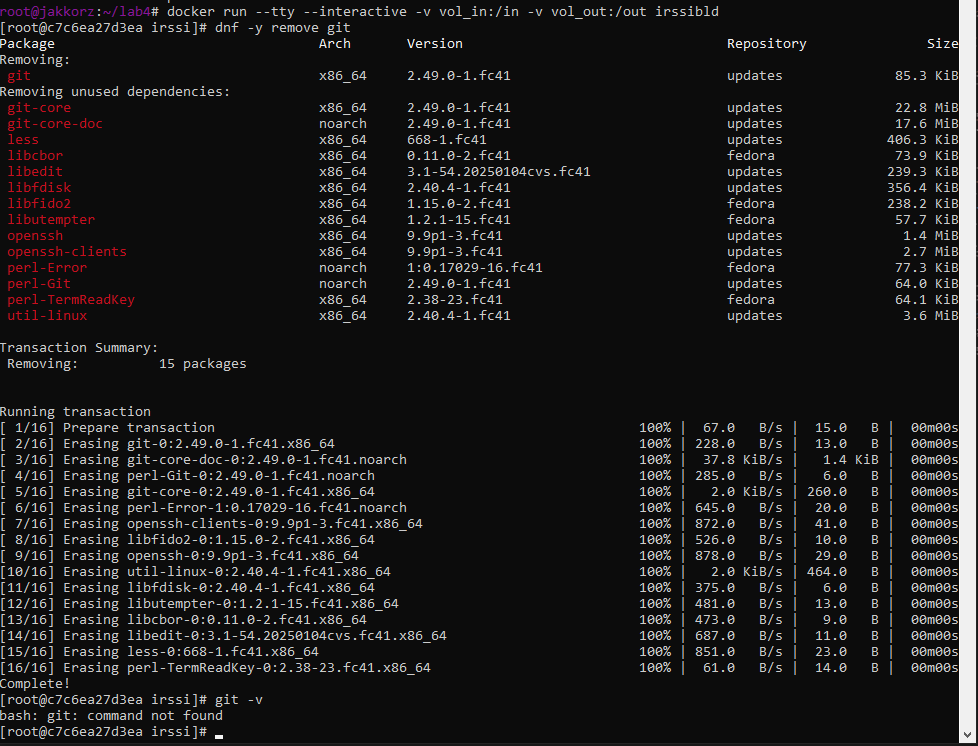 root@jakkorz:~/lab4# docker run --tty --interactive -v vol_in:/in -v vol_out:/out irssibld
[root@c7c6ea27d3ea irssi]# dnf -y remove git
Package Arch Version Repository Size
Removing:
git x86_64 2.49.0-1.fc41 updates 85.3 KiB
Removing unused dependencies:
git-core x86_64 2.49.0-1.fc41 updates 22.8 MiB
git-core-doc noarch 2.49.0-1.fc41 updates 17.6 MiB
less x86_64 668-1.fc41 updates 406.3 KiB
libcbor x86_64 0.11.0-2.fc41 fedora 73.9 KiB
libedit x86_64 3.1-54.20250104cvs.fc41 updates 239.3 KiB
libfdisk x86_64 2.40.4-1.fc41 updates 356.4 KiB
libfido2 x86_64 1.15.0-2.fc41 fedora 238.2 KiB
libutempter x86_64 1.2.1-15.fc41 fedora 57.7 KiB
openssh x86_64 9.9p1-3.fc41 updates 1.4 MiB
openssh-clients x86_64 9.9p1-3.fc41 updates 2.7 MiB
perl-Error noarch 1:0.17029-16.fc41 fedora 77.3 KiB
perl-Git noarch 2.49.0-1.fc41 updates 64.0 KiB
perl-TermReadKey x86_64 2.38-23.fc41 fedora 64.1 KiB
util-linux x86_64 2.40.4-1.fc41 updates 3.6 MiB
Transaction Summary:
Removing: 15 packages
Running transaction
[ 1/16] Prepare transaction 100% | 67.0 B/s | 15.0 B | 00m00s
[ 2/16] Erasing git-0:2.49.0-1.fc41.x86_64 100% | 228.0 B/s | 13.0 B | 00m00s
[ 3/16] Erasing git-core-doc-0:2.49.0-1.fc41.noarch 100% | 37.8 KiB/s | 1.4 KiB | 00m00s
[ 4/16] Erasing perl-Git-0:2.49.0-1.fc41.noarch 100% | 285.0 B/s | 6.0 B | 00m00s
[ 5/16] Erasing git-core-0:2.49.0-1.fc41.x86_64 100% | 2.0 KiB/s | 260.0 B | 00m00s
[ 6/16] Erasing perl-Error-1:0.17029-16.fc41.noarch 100% | 645.0 B/s | 20.0 B | 00m00s
[ 7/16] Erasing openssh-clients-0:9.9p1-3.fc41.x86_64 100% | 872.0 B/s | 41.0 B | 00m00s
[ 8/16] Erasing libfido2-0:1.15.0-2.fc41.x86_64 100% | 526.0 B/s | 10.0 B | 00m00s
[ 9/16] Erasing openssh-0:9.9p1-3.fc41.x86_64 100% | 878.0 B/s | 29.0 B | 00m00s
[10/16] Erasing util-linux-0:2.40.4-1.fc41.x86_64 100% | 2.0 KiB/s | 464.0 B | 00m00s
[11/16] Erasing libfdisk-0:2.40.4-1.fc41.x86_64 100% | 375.0 B/s | 6.0 B | 00m00s
[12/16] Erasing libutempter-0:1.2.1-15.fc41.x86_64 100% | 481.0 B/s | 13.0 B | 00m00s
[13/16] Erasing libcbor-0:0.11.0-2.fc41.x86_64 100% | 473.0 B/s | 9.0 B | 00m00s
[14/16] Erasing libedit-0:3.1-54.20250104cvs.fc41.x86_64 100% | 687.0 B/s | 11.0 B | 00m00s
[15/16] Erasing less-0:668-1.fc41.x86_64 100% | 851.0 B/s | 23.0 B | 00m00s
[16/16] Erasing perl-TermReadKey-0:2.38-23.fc41.x86_64 100% | 61.0 B/s | 14.0 B | 00m00s
Complete!
[root@c7c6ea27d3ea irssi]# git -v
bash: git: command not found
[root@c7c6ea27d3ea irssi]#